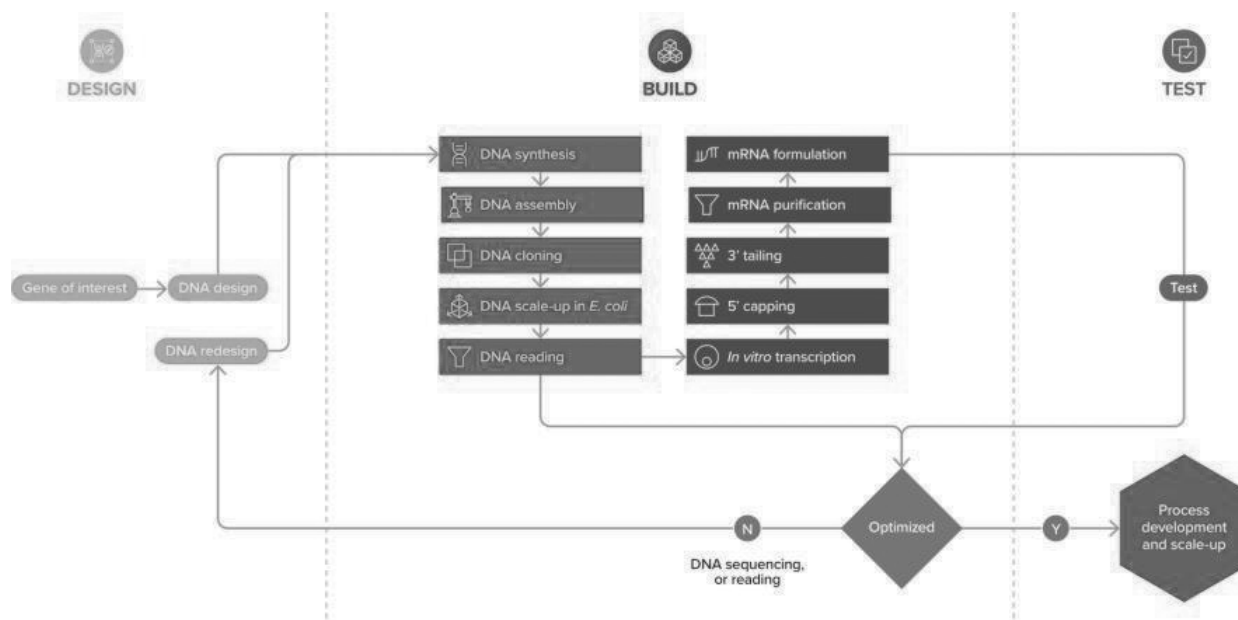 DESIGN
BUILD
TEST
Gene of interest
DNA design
DNA redesign
DNA synthesis
DNA assembly
DNA cloning
DNA scale-up in E. coli
DNA reading
mRNA formulation
mRNA purification
3' tailing
5' capping
In vitro transcription
Test
Optimized
N
DNA sequencing,
or reading
Y
Process
development
and scale-up